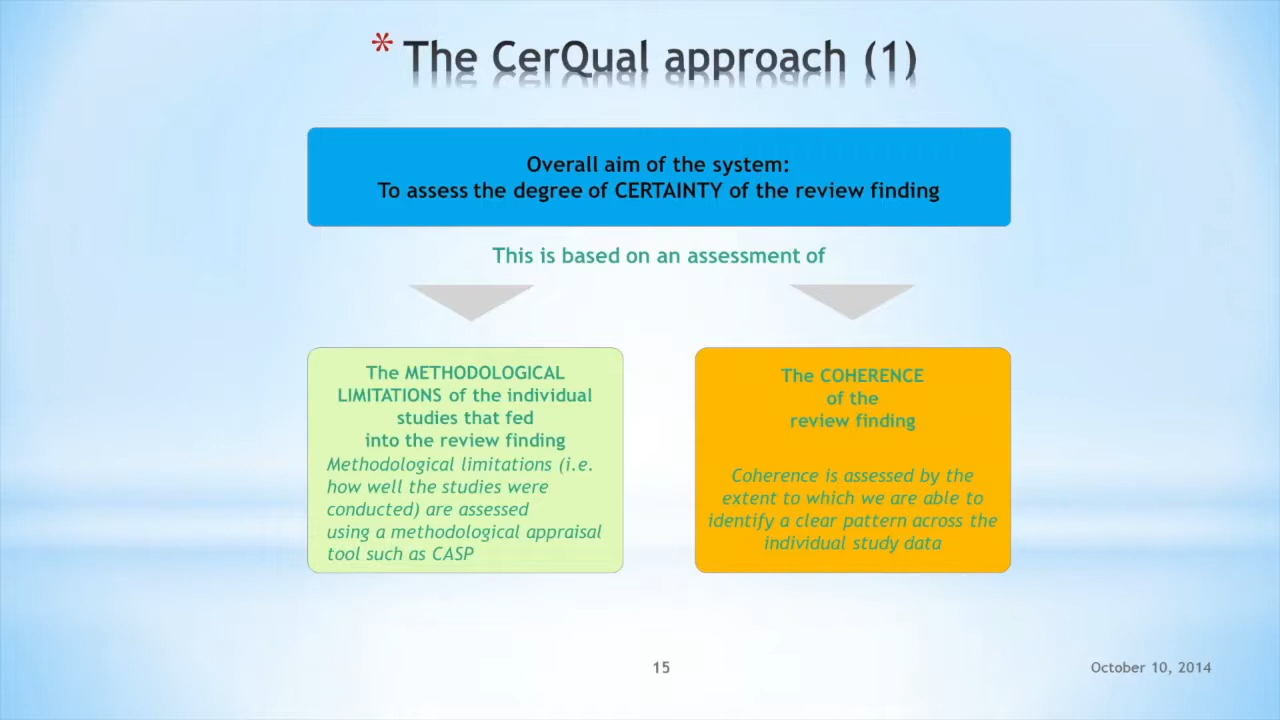 * The CerQual approach (1)
Overall aim of the system:
To assess the degree of CERTAINTY of the review finding
This is based on an assessment of
The METHODOLOGICAL
LIMITATIONS of the individual
studies that fed
into the review finding
Methodological limitations (i.e.
how well the studies were
conducted) are assessed
using a methodological appraisal
tool such as CASP
The COHERENCE
of the
review finding
Coherence is assessed by the
extent to which we are able to
identify a clear pattern across the
individual study data
15
October 10, 2014